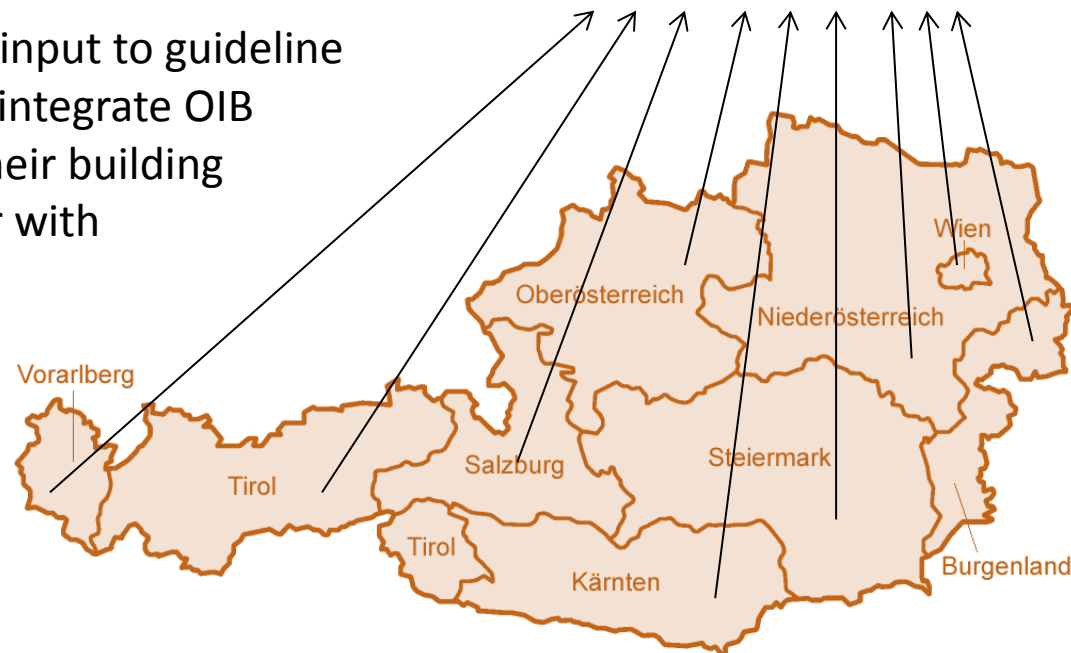 input to guideline
integrate OIB
heir building
r with
Wien
Oberösterreich
Niederösterreich
Vorarlberg
Salzburg
Steiermark
Tirol
Tirol
Burgenland
Kärnten